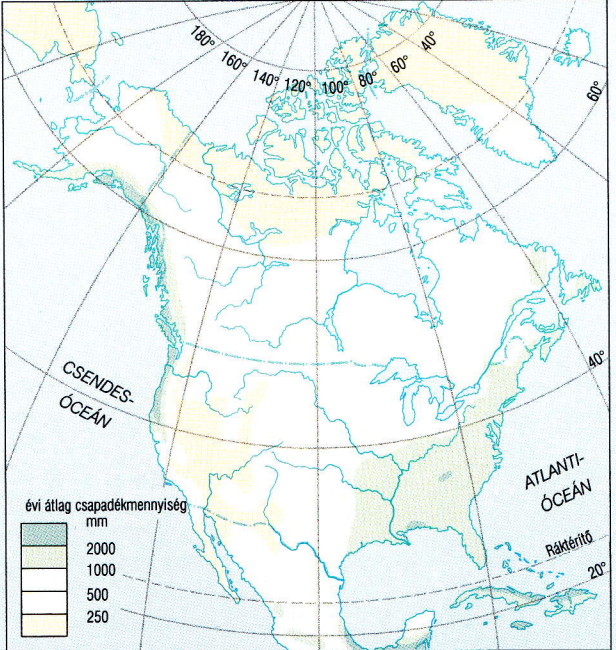 180°
160°
140°
120°
100°
80°
60°
40°
60°
CSENDES-
ÓCEÁN
40°
ATLANTI-
ÓCEÁN
évi átlag csapadékmennyiség
mm
2000
1000
500
250
Ráktérítő
20°